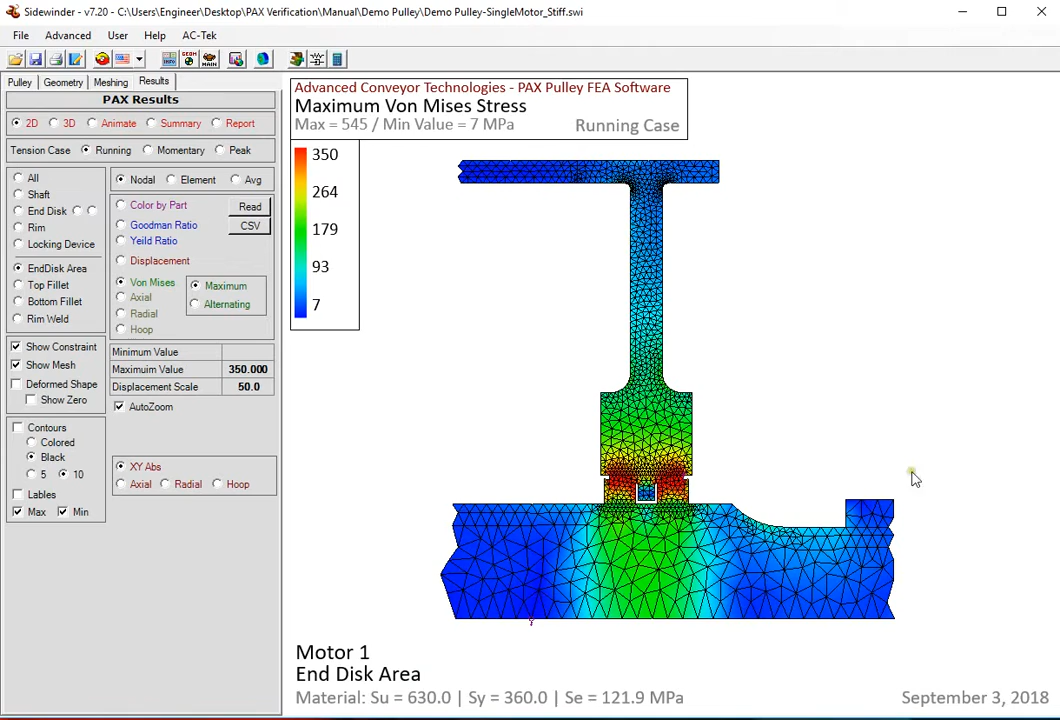 Sidewinder - v7.20 - C:\Users\Engineer\Desktop\PAX Verification\Manual\Demo Pulley\Demo Pulley-SingleMotor_Stiff.swi
File Advanced User Help AC-Tek
INFO GEOM MAIN
Pulley Geometry Meshing Results
PAX Results
2D 3D Animate Summary Report
Tension Case Running Momentary Peak
All
Shaft
End Disk
Rim
Locking Device
EndDisk Area
Top Fillet
Bottom Fillet
Rim Weld
Show Constraint
Show Mesh
Deformed Shape
Show Zero
Contours
Colored
Black
5 10
Lables
Max Min
Nodal Element Avg
Color by Part Read
Goodman Ratio CSV
Yeild Ratio
Displacement
Von Mises Maximum
Axial Alternating
Radial
Hoop
Minimum Value
Maximuim Value 350.000
Displacement Scale 50.0
AutoZoom
XY Abs
Axial Radial Hoop
Advanced Conveyor Technologies - PAX Pulley FEA Software
Maximum Von Mises Stress
Max = 545 / Min Value = 7 MPa Running Case
350
264
179
93
7
Motor 1
End Disk Area
Material: Su = 630.0 | Sy = 360.0 | Se = 121.9 MPa September 3, 2018